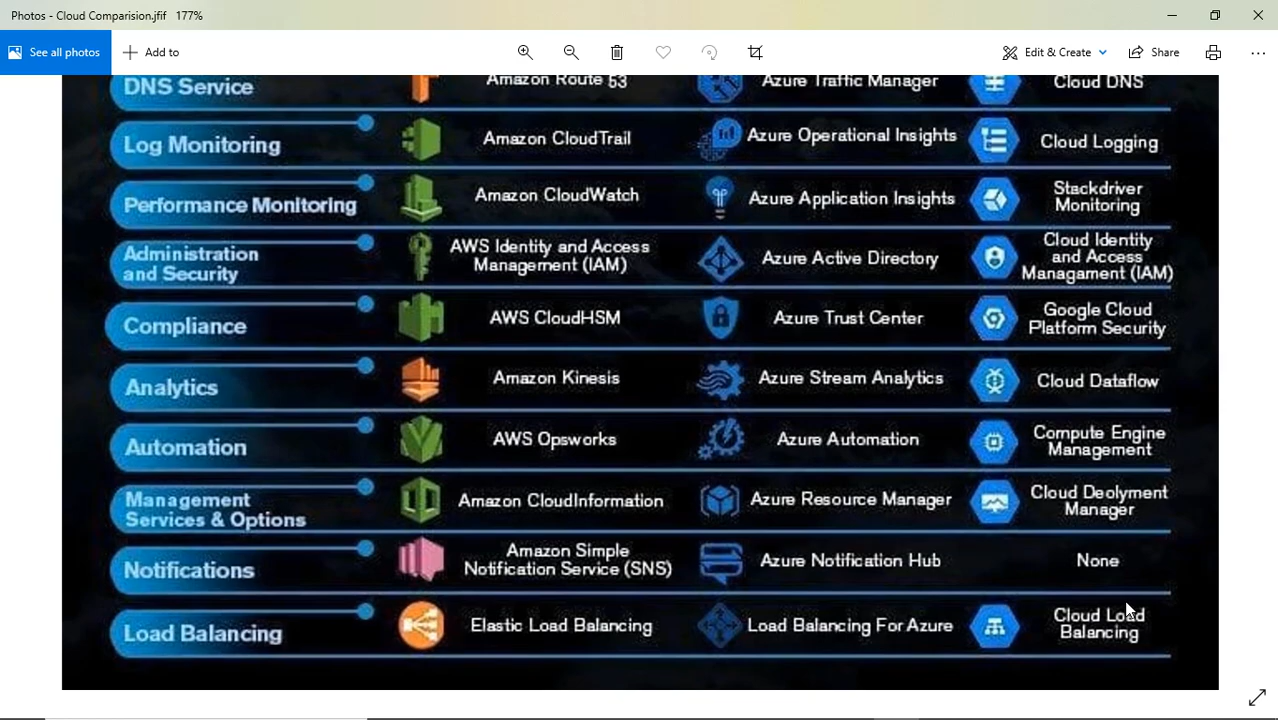 Photos - Cloud Comparision.jfif 177%
See all photos
Add to
Edit & Create
Share
DNS Service Amazon Route 53 Azure Traffic Manager Cloud DNS
Log Monitoring Amazon CloudTrail Azure Operational Insights Cloud Logging
Performance Monitoring Amazon CloudWatch Azure Application Insights Stackdriver
Monitoring
Administration
and Security
AWS Identity and Access
Management (IAM)
Azure Active Directory
Cloud Identity
and Access
Managament (IAM)
Compliance AWS CloudHSM Azure Trust Center Google Cloud
Platform Security
Analytics Amazon Kinesis Azure Stream Analytics Cloud Dataflow
Automation AWS Opsworks Azure Automation Compute Engine
Management
Management
Services & Options
Amazon CloudInformation
Azure Resource Manager
Cloud Deolyment
Manager
Notifications
Amazon Simple
Notification Service (SNS)
Azure Notification Hub
None
Load Balancing Elastic Load Balancing Load Balancing For Azure Cloud Load
Balancing